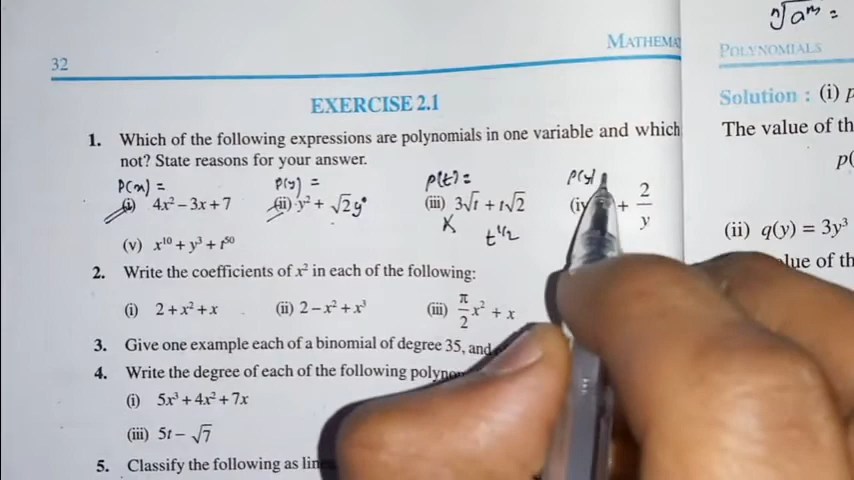 32
MATHEMA
EXERCISE 2.1
1. Which of the following expressions are polynomials in one variable and which
not? State reasons for your answer.
p(x) = p(y) = p(t) = p(y)
(i) 4x² – 3x + 7 (ii) y² + √2 y° (iii) 3√t + t√2 (iv + 2/y
X t^1/2
(v) x¹⁰ + y³ + t⁵⁰
2. Write the coefficients of x² in each of the following:
(i) 2 + x² + x (ii) 2 – x² + x³ (iii) π/2 x² + x
3. Give one example each of a binomial of degree 35, and
4. Write the degree of each of the following polyno
(i) 5x³ + 4x² + 7x
(iii) 5t – √7
5. Classify the following as lin
ⁿ√aᵐ =
POLYNOMIALS
Solution : (i) p
The value of th
p(
(ii) q(y) = 3y³
lue of th